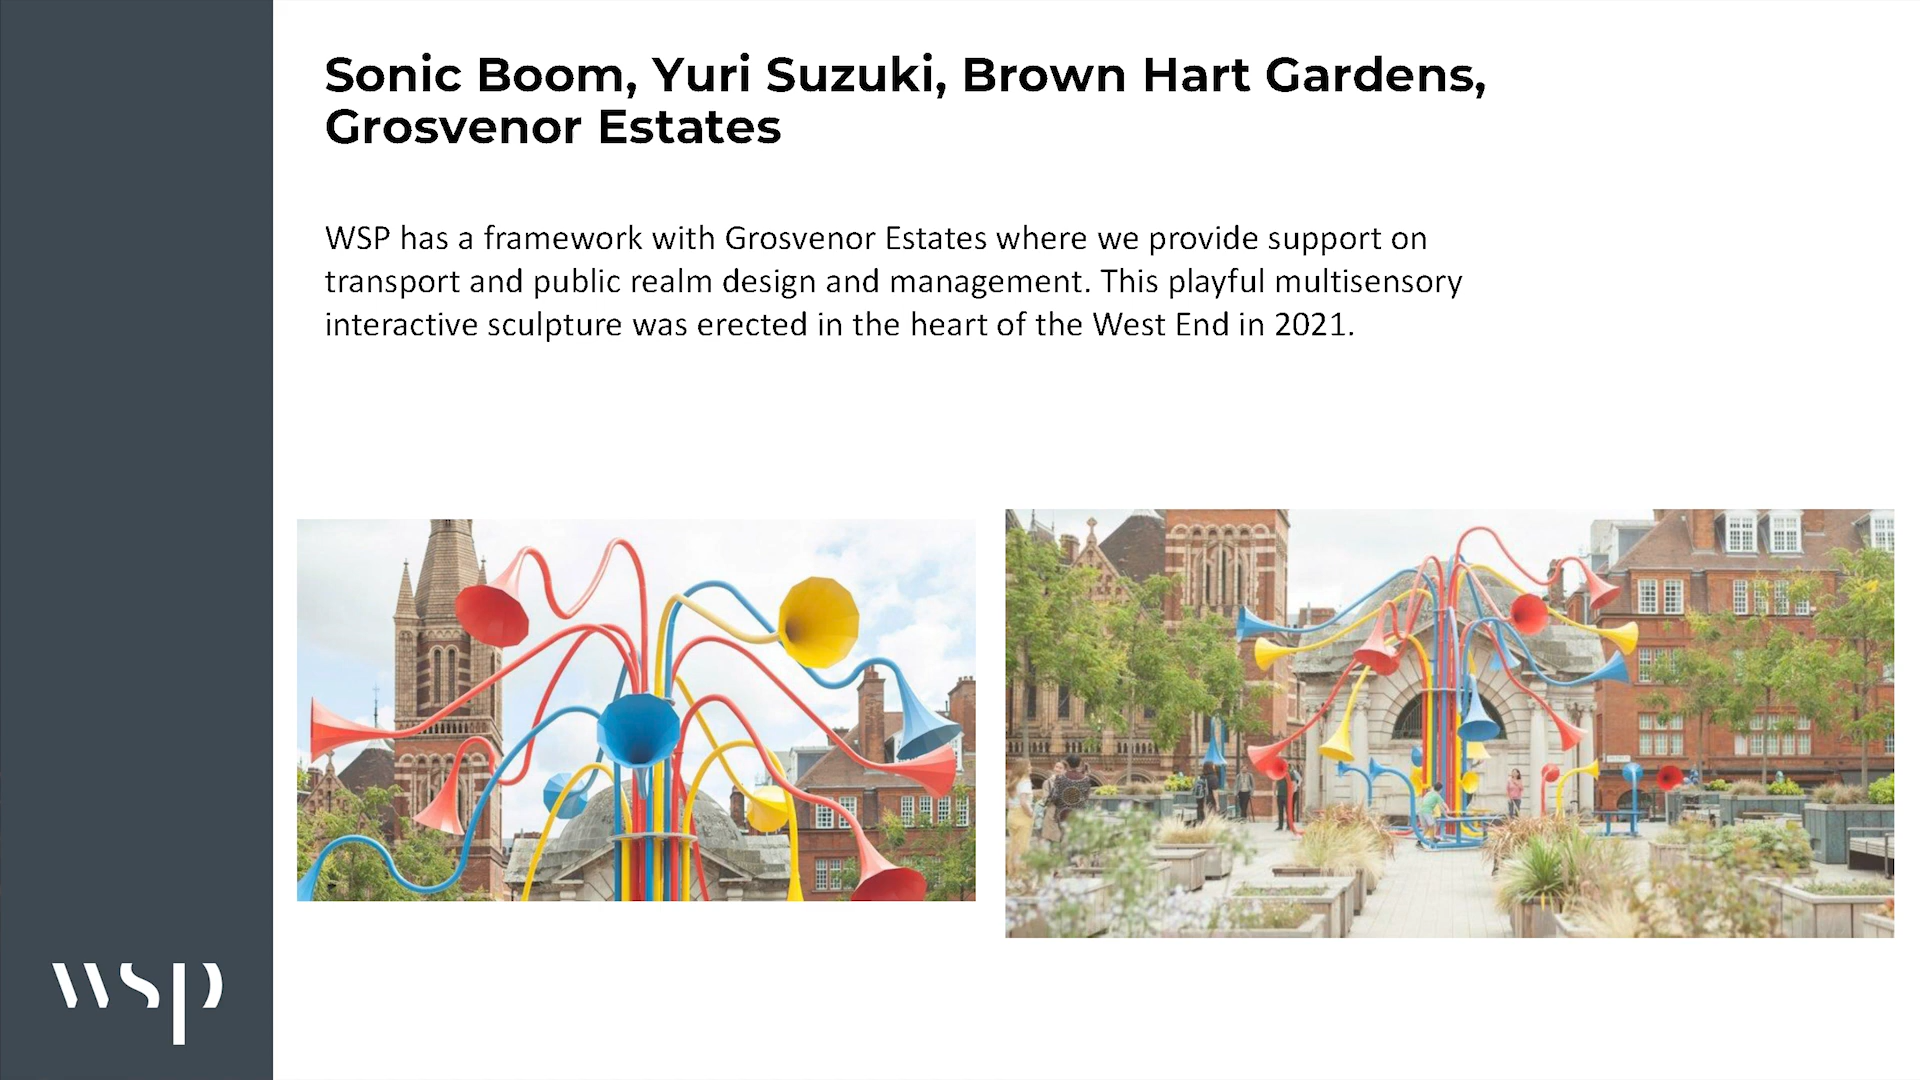 Sonic Boom, Yuri Suzuki, Brown Hart Gardens,
Grosvenor Estates
WSP has a framework with Grosvenor Estates where we provide support on
transport and public realm design and management. This playful multisensory
interactive sculpture was erected in the heart of the West End in 2021.
wsp